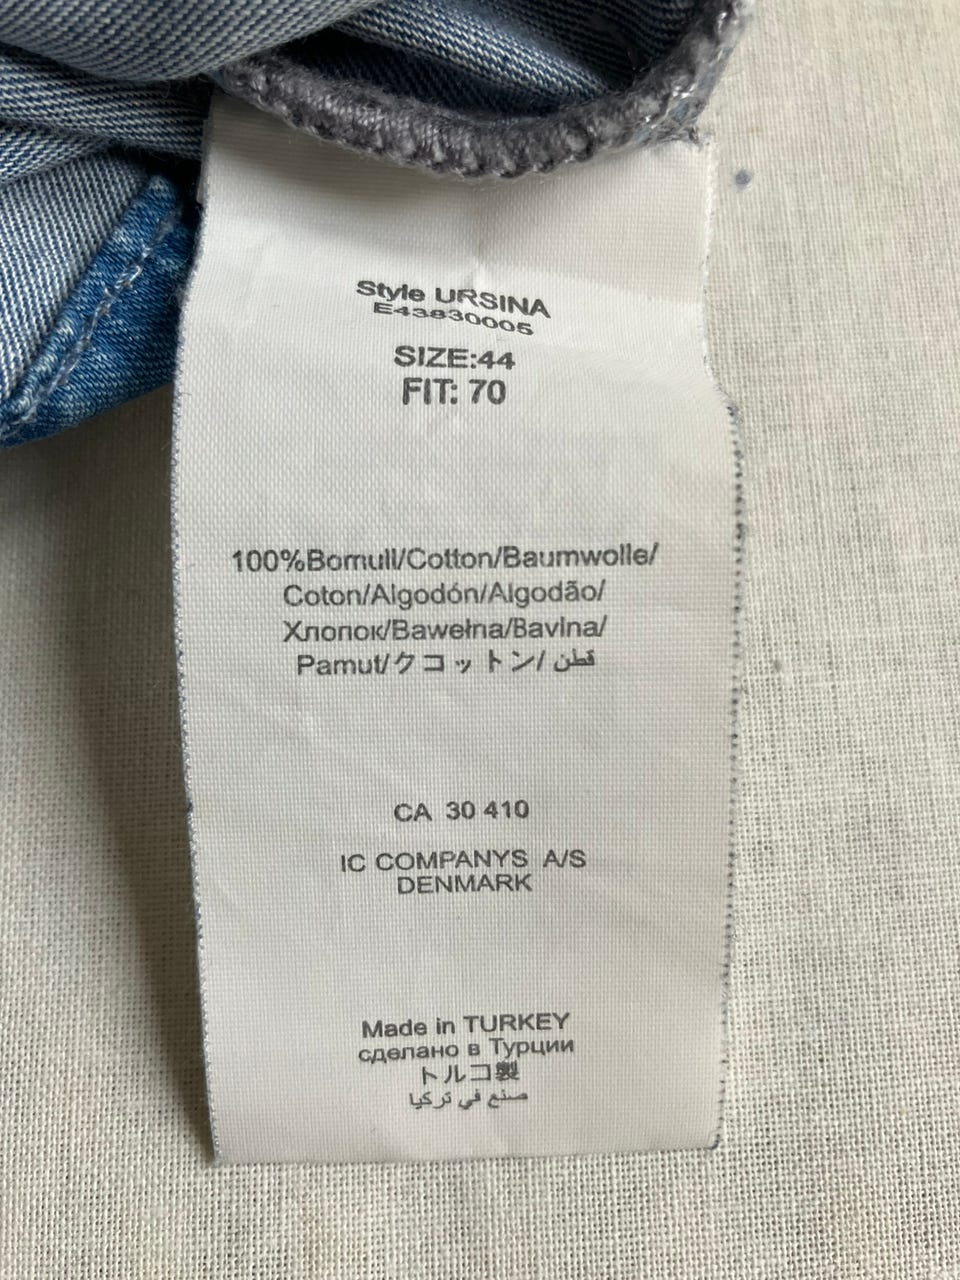 Style URSINA
E43830005
SIZE:44
FIT: 70
100%Bomull/Cotton/Baumwolle/
Coton/Algodón/Algodão/
Хлопок/Bawełna/Bavlna/
Pamut/クコットン/ قطن
CA 30 410
IC COMPANYS A/S
DENMARK
Made in TURKEY
сделано в Турции
トルコ製
صنع في تركيا